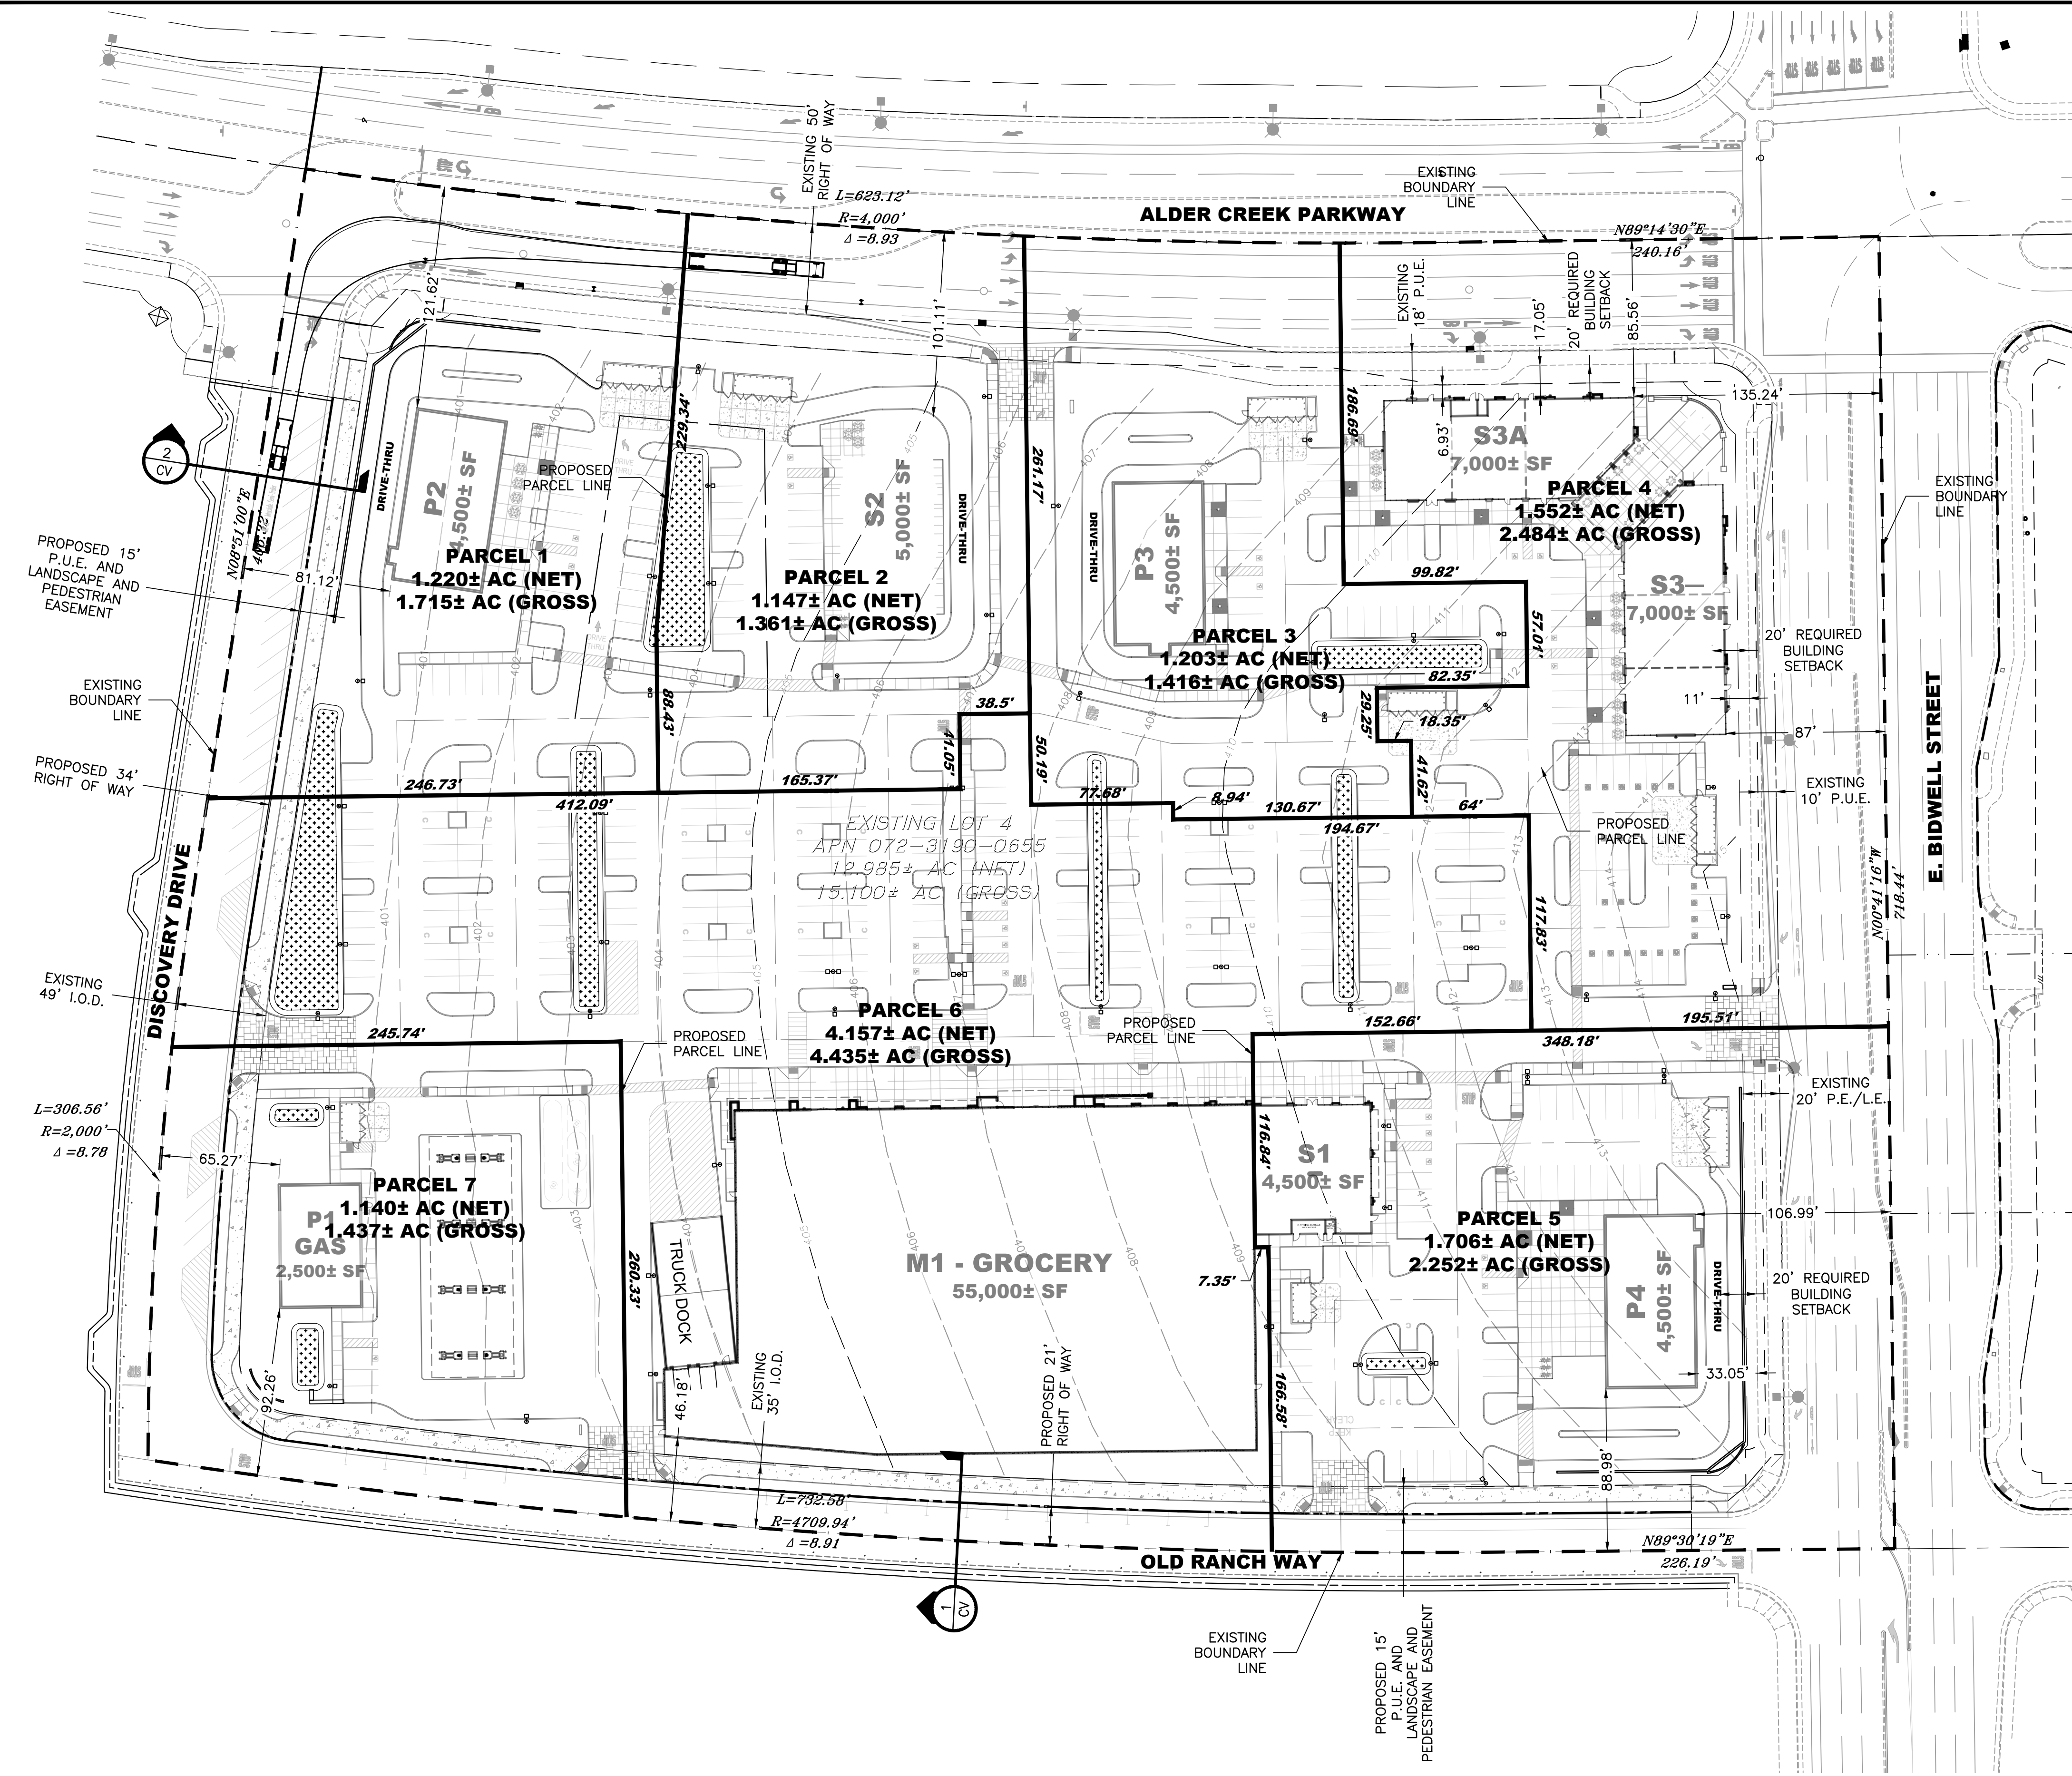 EXISTING 50'
RIGHT OF WAY
L=623.12'
R=4,000'
Δ =8.93
ALDER CREEK PARKWAY
EXISTING
BOUNDARY
LINE
N89°14'30"E
240.16'
121.62'
101.11'
EXISTING
18' P.U.E.
17.05'
20' REQUIRED
BUILDING
SETBACK
85.56'
135.24'
2
CV
N08°51'00"E
DRIVE-THRU
P2
4,500± SF
PROPOSED
PARCEL LINE
229.34'
S2
5,000± SF
DRIVE-THRU
261.17'
DRIVE-THRU
P3
4,500± SF
186.69'
6.93'
S3A
7,000± SF
PARCEL 4
1.552± AC (NET)
2.484± AC (GROSS)
EXISTING
BOUNDARY
LINE
PROPOSED 15'
P.U.E. AND
LANDSCAPE AND
PEDESTRIAN
EASEMENT
81.12'
PARCEL 1
1.220± AC (NET)
1.715± AC (GROSS)
PARCEL 2
1.147± AC (NET)
1.361± AC (GROSS)
PARCEL 3
1.203± AC (NET)
1.416± AC (GROSS)
99.82'
57.01'
S3
7,000± SF
20' REQUIRED
BUILDING
SETBACK
82.35'
29.25'
18.35'
41.62'
11'
87'
EXISTING
BOUNDARY
LINE
PROPOSED 34'
RIGHT OF WAY
88.43'
38.5'
41.05'
50.19'
246.73'
412.09'
165.37'
77.68'
8.94'
130.67'
194.67'
64'
EXISTING
10' P.U.E.
PROPOSED
PARCEL LINE
E. BIDWELL STREET
N00°41'16"W
718.44'
EXISTING LOT 4
APN 072-3190-0655
12.985± AC (NET)
15.100± AC (GROSS)
DISCOVERY DRIVE
EXISTING
49' I.O.D.
117.83'
245.74'
PROPOSED
PARCEL LINE
PARCEL 6
4.157± AC (NET)
4.435± AC (GROSS)
PROPOSED
PARCEL LINE
152.66'
195.51'
348.18'
EXISTING
20' P.E./L.E.
L=306.56'
R=2,000'
Δ =8.78
65.27'
PARCEL 7
1.140± AC (NET)
1.437± AC (GROSS)
P1
GAS
2,500± SF
92.26'
260.33'
TRUCK DOCK
46.18'
M1 - GROCERY
55,000± SF
116.84'
S1
4,500± SF
7.35'
166.58'
PARCEL 5
1.706± AC (NET)
2.252± AC (GROSS)
P4
4,500± SF
DRIVE-THRU
106.99'
20' REQUIRED
BUILDING
SETBACK
33.05'
88.98'
EXISTING
35' I.O.D.
PROPOSED 21'
RIGHT OF WAY
L=732.58'
R=4709.94'
Δ =8.91
OLD RANCH WAY
N89°30'19"E
226.19'
1
CV
EXISTING
BOUNDARY
LINE
PROPOSED 15'
P.U.E. AND
LANDSCAPE AND
PEDESTRIAN EASEMENT